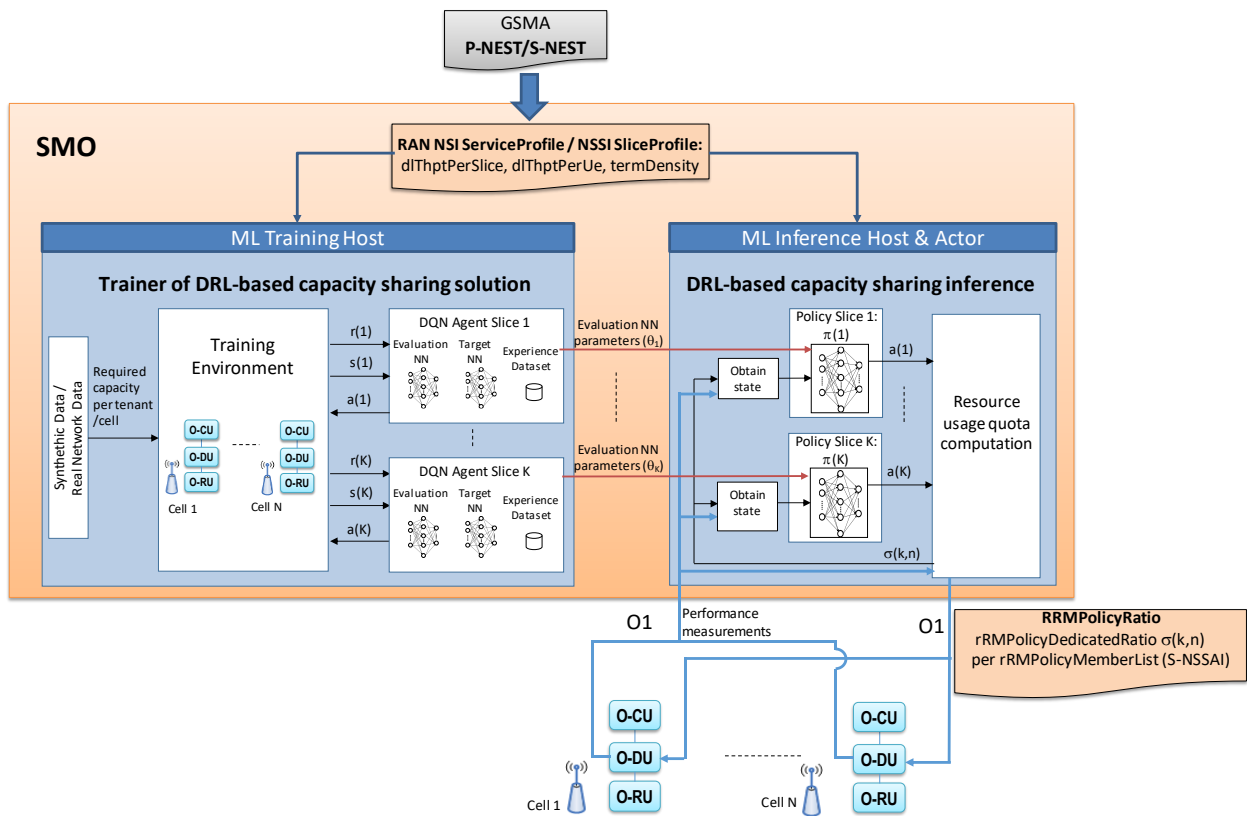 GSMA
P-NEST/S-NEST
SMO
RAN NSI ServiceProfile / NSSI SliceProfile:
dlThptPerSlice, dlThptPerUe, termDensity
ML Training Host
Trainer of DRL-based capacity sharing solution
Synthethic Data /
Real Network Data
Required
capacity
per tenant
/cell
Training
Environment
O-CU
O-DU
O-RU
Cell 1
O-CU
O-DU
O-RU
Cell N
r(1)
s(1)
a(1)
r(K)
s(K)
a(K)
DQN Agent Slice 1
Evaluation
NN
Target
NN
Experience
Dataset
DQN Agent Slice K
Evaluation
NN
Target
NN
Experience
Dataset
Evaluation NN
parameters (θ1)
Evaluation NN
parameters (θK)
ML Inference Host & Actor
DRL-based capacity sharing inference
Policy Slice 1:
π(1)
Obtain
state
a(1)
Policy Slice K:
π(K)
Obtain
state
a(K)
σ(k,n)
Resource
usage quota
computation
O1
Performance
measurements
O1
RRMPolicyRatio
rRMPolicyDedicatedRatio σ(k,n)
per rRMPolicyMemberList (S-NSSAI)
O-CU
O-DU
O-RU
Cell 1
O-CU
O-DU
O-RU
Cell N